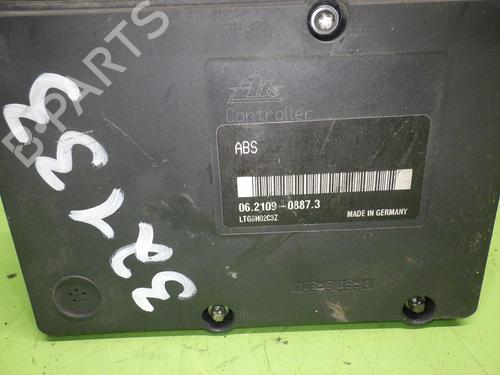 B-PARTS
Ate
Controller
ABS
06.2109-0887.3
LTG6H02C3Z
MADE IN GERMANY